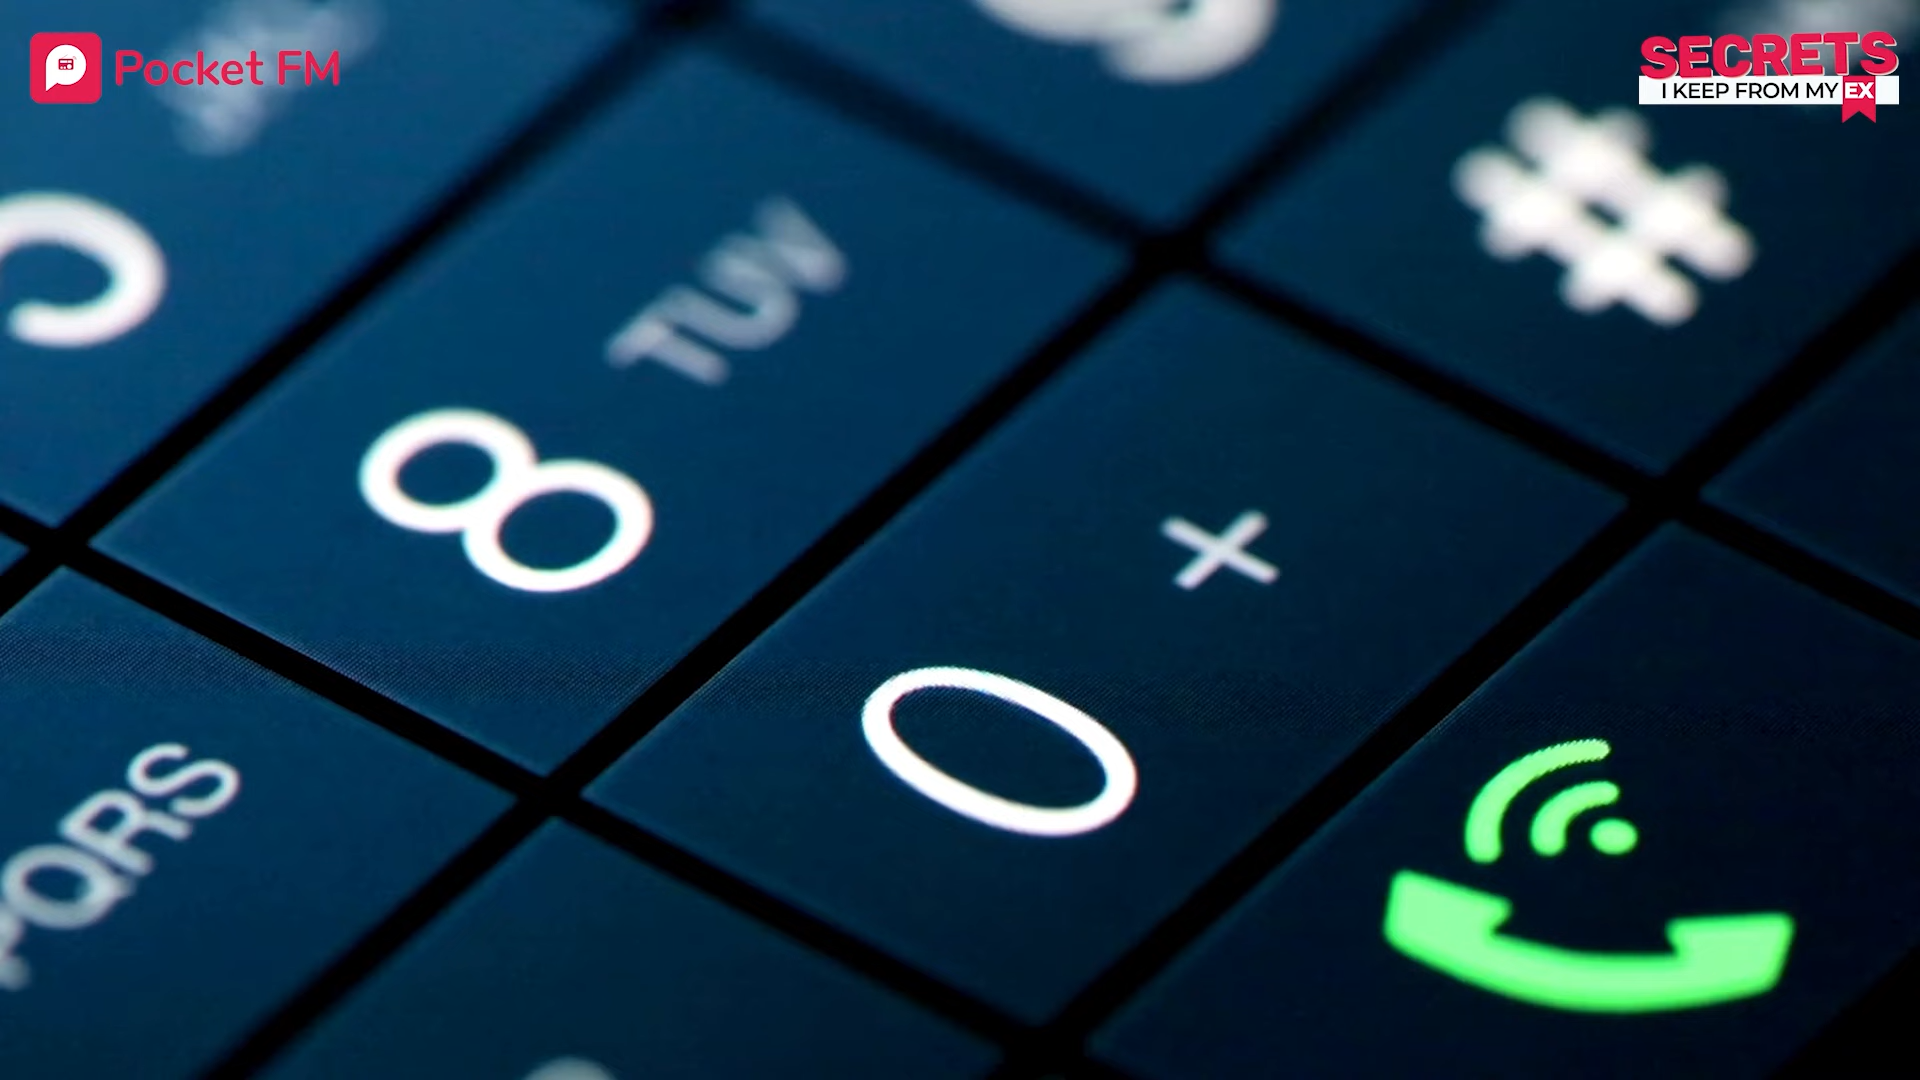 Pocket FM
SECRETS
I KEEP FROM MY EX
TUV
8
#
+
0
PQRS